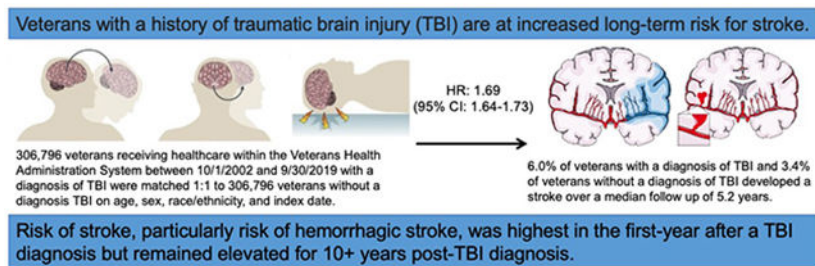 Veterans with a history of traumatic brain injury (TBI) are at increased long-term risk for stroke.
HR: 1.69
(95% CI: 1.64-1.73)
306,796 veterans receiving healthcare within the Veterans Health
Administration System between 10/1/2002 and 9/30/2019 with a
diagnosis of TBI were matched 1:1 to 306,796 veterans without a
diagnosis TBI on age, sex, race/ethnicity, and index date.
6.0% of veterans with a diagnosis of TBI and 3.4%
of veterans without a diagnosis of TBI developed a
stroke over a median follow up of 5.2 years.
Risk of stroke, particularly risk of hemorrhagic stroke, was highest in the first-year after a TBI
diagnosis but remained elevated for 10+ years post-TBI diagnosis.